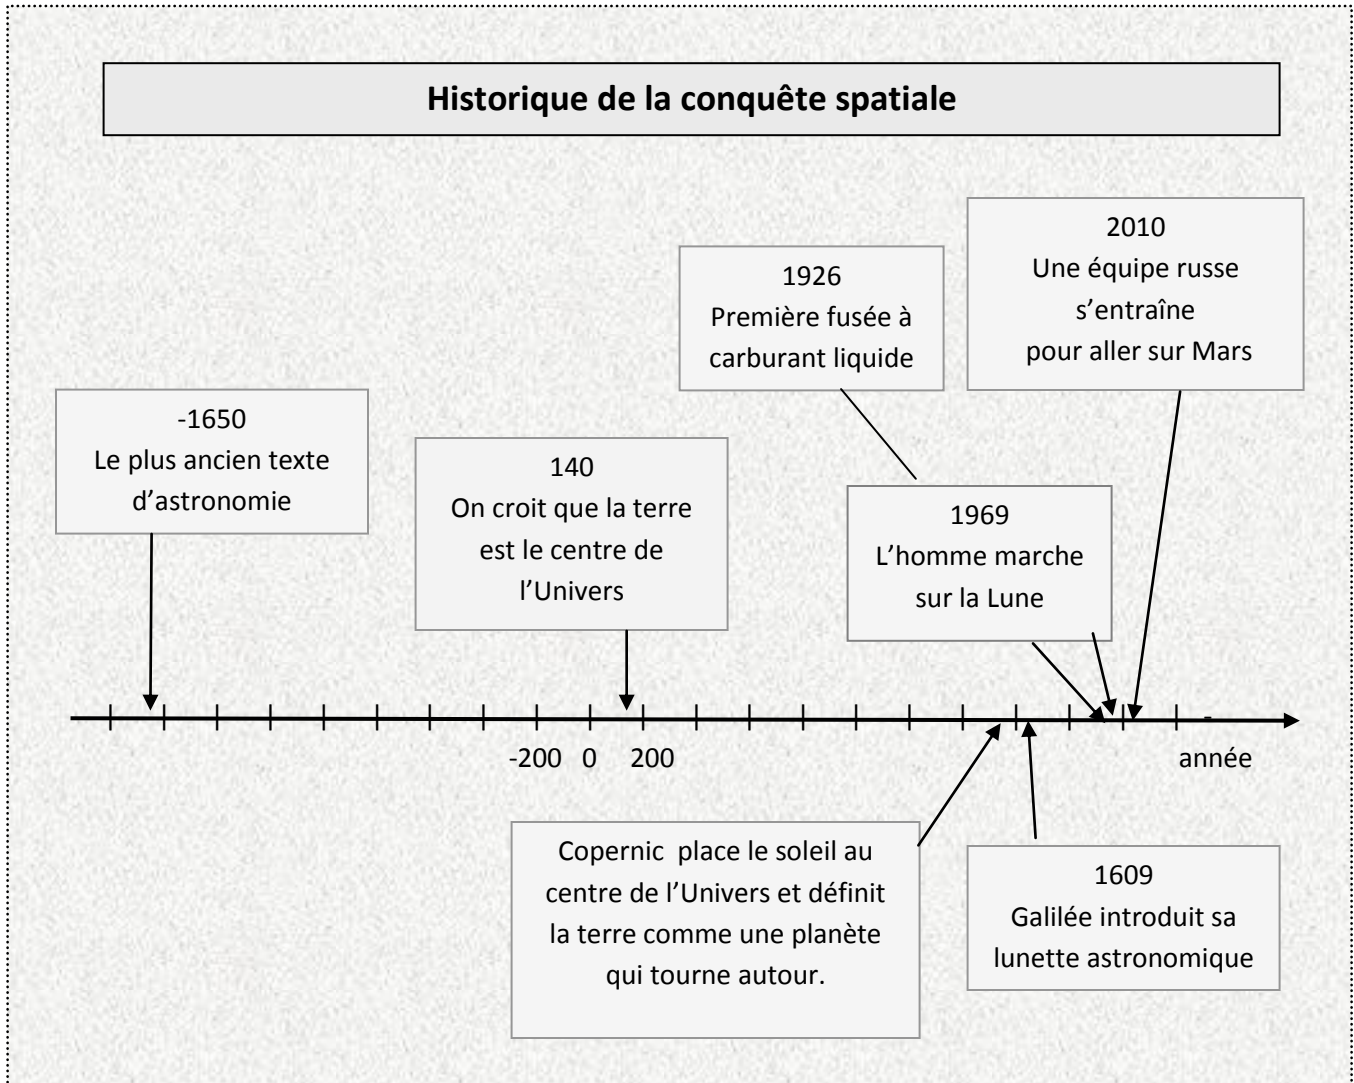 Historique de la conquête spatiale
2010
Une équipe russe
s’entraîne
pour aller sur Mars
1926
Première fusée à
carburant liquide
-1650
Le plus ancien texte
d’astronomie
140
On croit que la terre
est le centre de
l’Univers
1969
L’homme marche
sur la Lune
-200 0 200 année
Copernic place le soleil au
centre de l’Univers et définit
la terre comme une planète
qui tourne autour.
1609
Galilée introduit sa
lunette astronomique